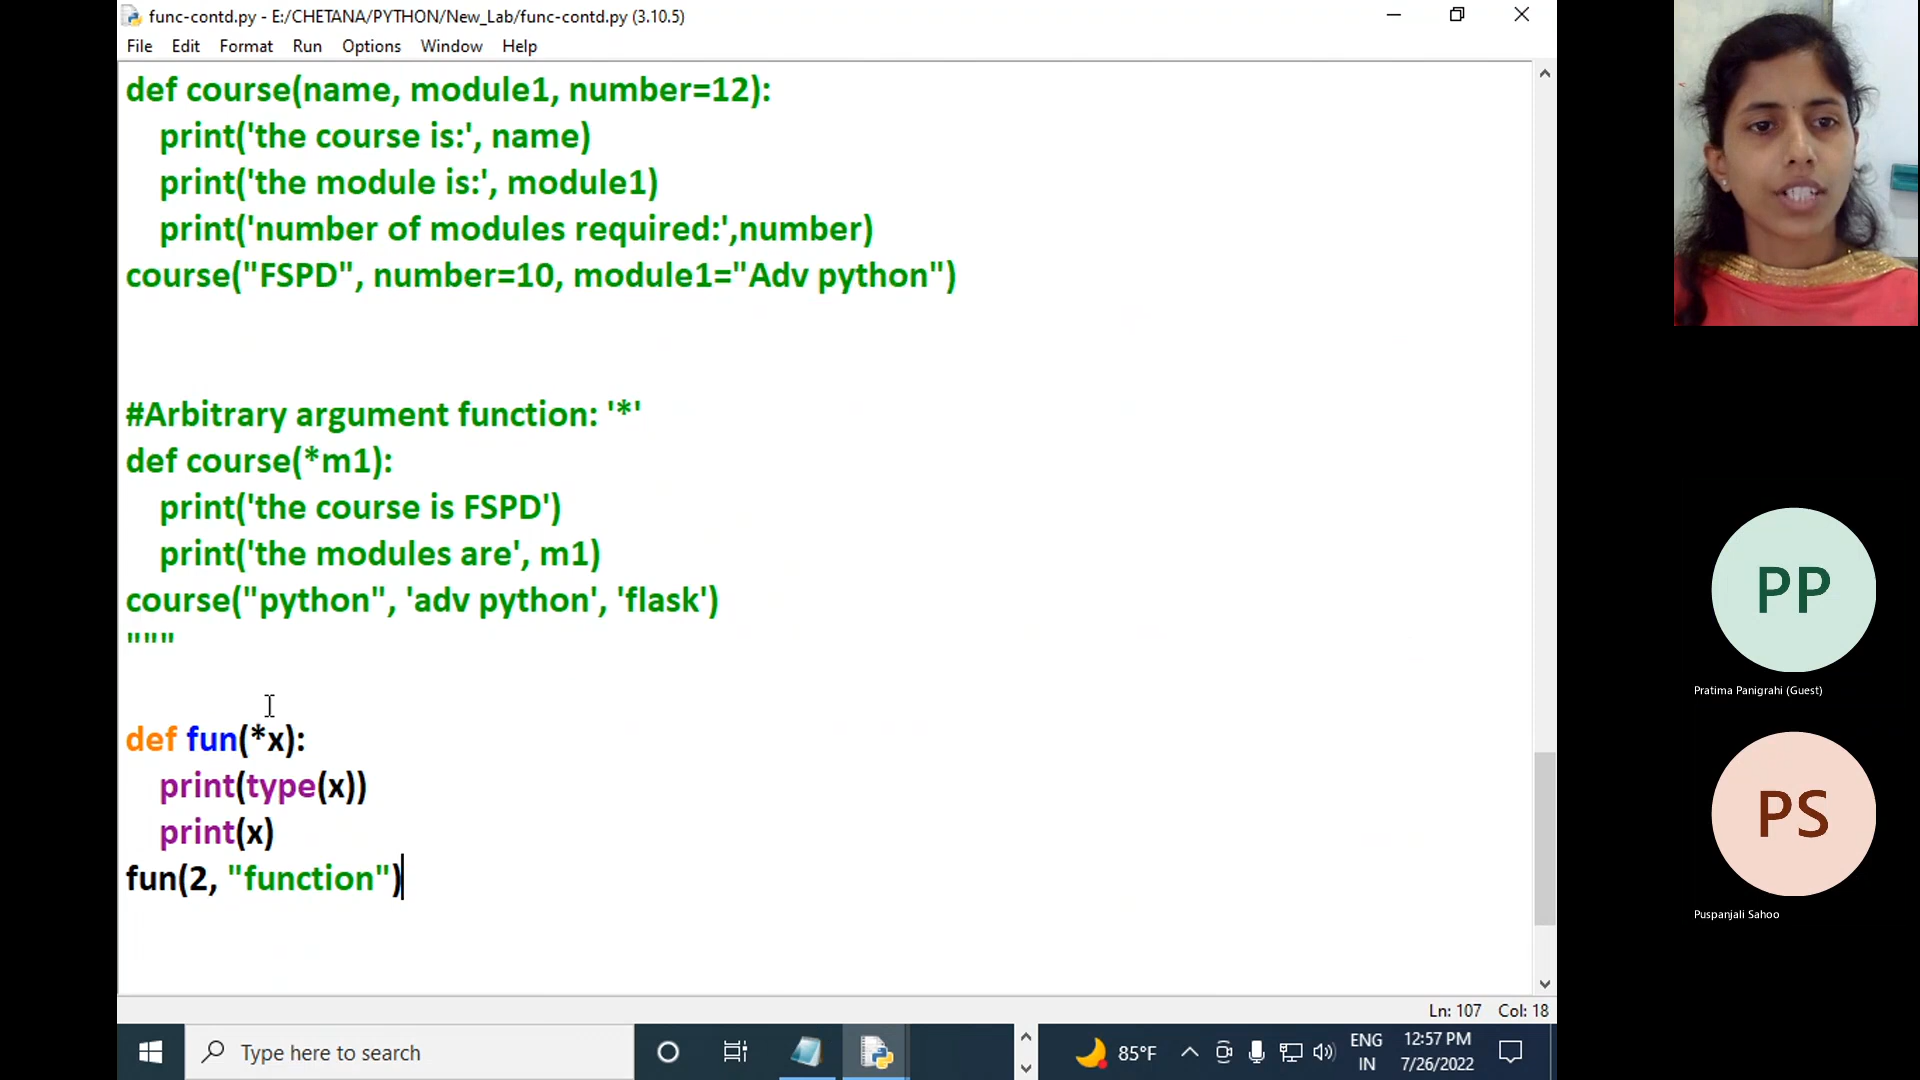 func-contd.py - E:/CHETANA/PYTHON/New_Lab/func-contd.py (3.10.5)
File Edit Format Run Options Window Help
def course(name, module1, number=12):
    print('the course is:', name)
    print('the module is:', module1)
    print('number of modules required:',number)
course("FSPD", number=10, module1="Adv python")
#Arbitrary argument function: '*'
def course(*m1):
    print('the course is FSPD')
    print('the modules are', m1)
course("python", 'adv python', 'flask')
"""
def fun(*x):
    print(type(x))
    print(x)
fun(2, "function")
Ln: 107 Col: 18
Type here to search
85°F
ENG
IN
12:57 PM
7/26/2022
PP
Pratima Panigrahi (Guest)
PS
Puspanjali Sahoo